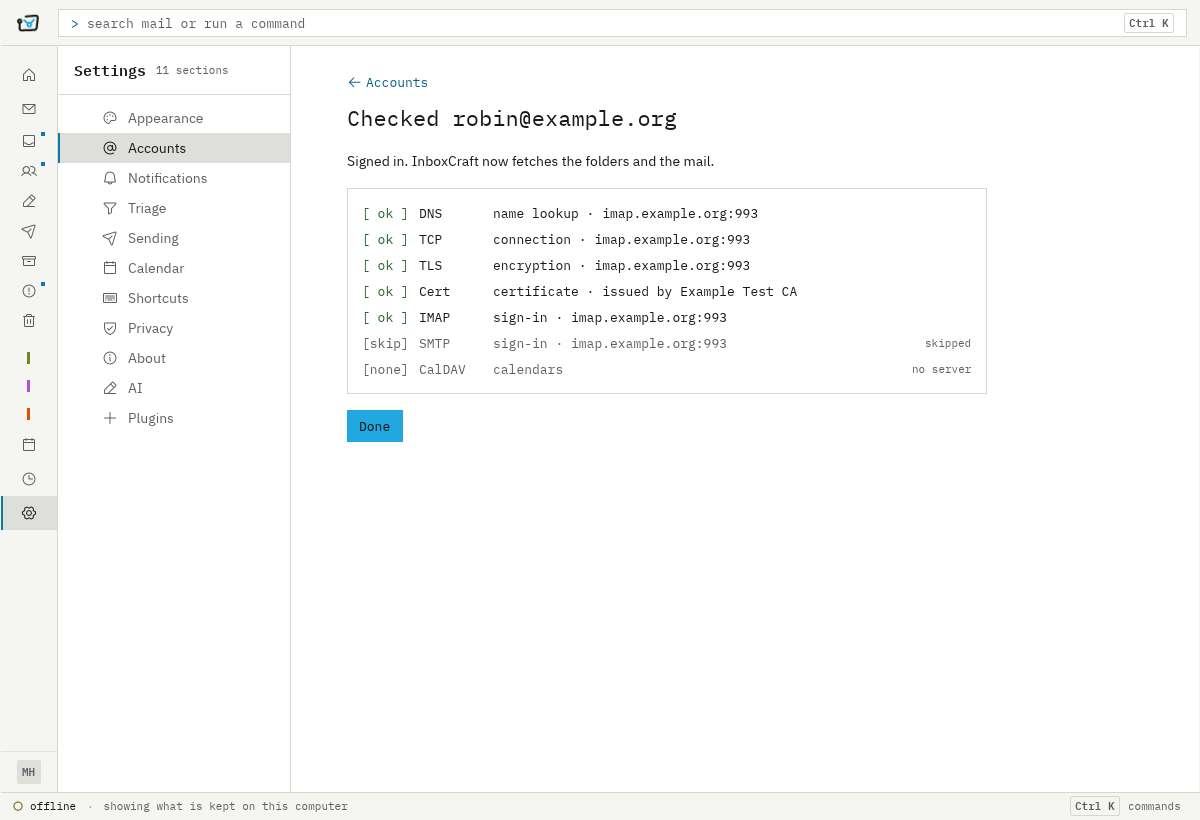 > search mail or run a command Ctrl K
Settings 11 sections
Appearance
Accounts
Notifications
Triage
Sending
Calendar
Shortcuts
Privacy
About
AI
Plugins
MH
← Accounts
Checked robin@example.org
Signed in. InboxCraft now fetches the folders and the mail.
[ ok ] DNS name lookup · imap.example.org:993
[ ok ] TCP connection · imap.example.org:993
[ ok ] TLS encryption · imap.example.org:993
[ ok ] Cert certificate · issued by Example Test CA
[ ok ] IMAP sign-in · imap.example.org:993
[skip] SMTP sign-in · imap.example.org:993 skipped
[none] CalDAV calendars no server
Done
offline · showing what is kept on this computer Ctrl K commands